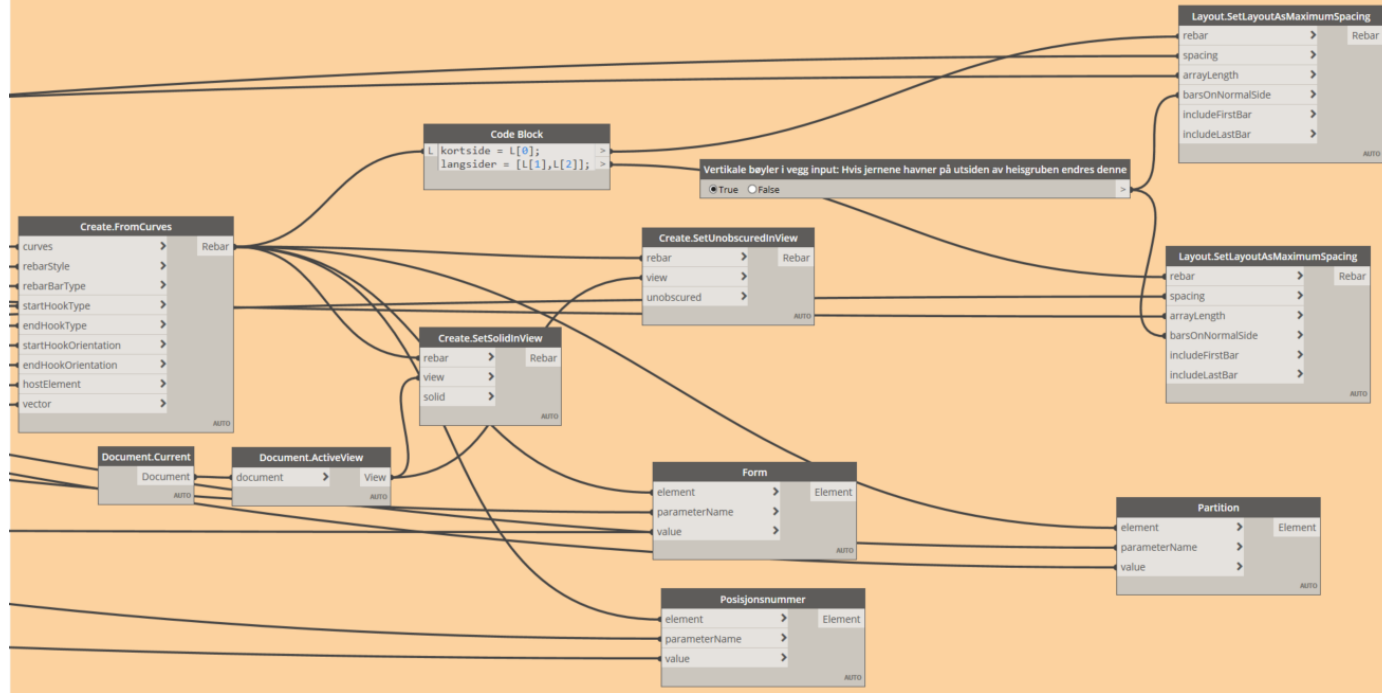 Layout.SetLayoutAsMaximumSpacing
rebar > Rebar
spacing >
arrayLength >
barsOnNormalSide >
includeFirstBar >
includeLastBar >
AUTO
Code Block
L kortside = L[0]; >
langsider = [L[1],L[2]]; >
Vertikale bøyler i vegg input: Hvis jernene havner på utsiden av heisgruben endres denne
True False >
Create.FromCurves
curves > Rebar
rebarStyle >
rebarBarType >
startHookType >
endHookType >
startHookOrientation >
endHookOrientation >
hostElement >
vector >
AUTO
Create.SetUnobscuredInView
rebar > Rebar
view >
unobscured >
AUTO
Layout.SetLayoutAsMaximumSpacing
rebar > Rebar
spacing >
arrayLength >
barsOnNormalSide >
includeFirstBar >
includeLastBar >
AUTO
Create.SetSolidInView
rebar > Rebar
view >
solid >
AUTO
Document.Current
Document
AUTO
Document.ActiveView
document > View
AUTO
Form
element > Element
parameterName >
value >
AUTO
Partition
element > Element
parameterName >
value >
AUTO
Posisjonsnummer
element > Element
parameterName >
value >
AUTO